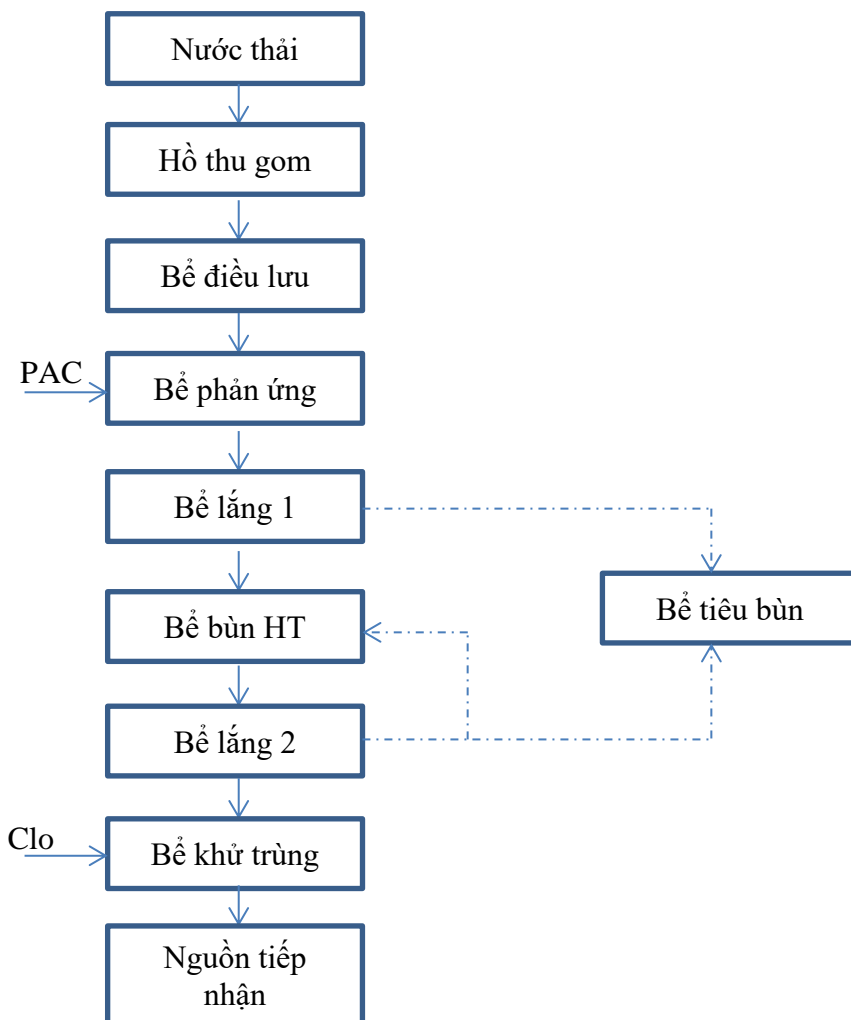 Nước thải
Hồ thu gom
Bể điều lưu
PAC
Bể phản ứng
Bể lắng 1
Bể tiêu bùn
Bể bùn HT
Bể lắng 2
Clo
Bể khử trùng
Nguồn tiếp
nhận